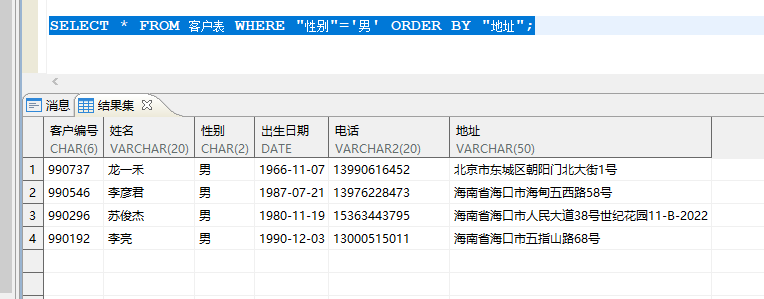 SELECT * FROM 客户表 WHERE "性别"='男' ORDER BY "地址";
消息 结果集
客户编号 姓名 性别 出生日期 电话 地址
CHAR(6) VARCHAR(20) CHAR(2) DATE VARCHAR2(20) VARCHAR(50)
1 990737 龙一禾 男 1966-11-07 13990616452 北京市东城区朝阳门北大街1号
2 990546 李彦君 男 1987-07-21 13976228473 海南省海口市海甸五西路58号
3 990296 苏俊杰 男 1980-11-19 15363443795 海南省海口市人民大道38号世纪花园11-B-2022
4 990192 李亮 男 1990-12-03 13000515011 海南省海口市五指山路68号